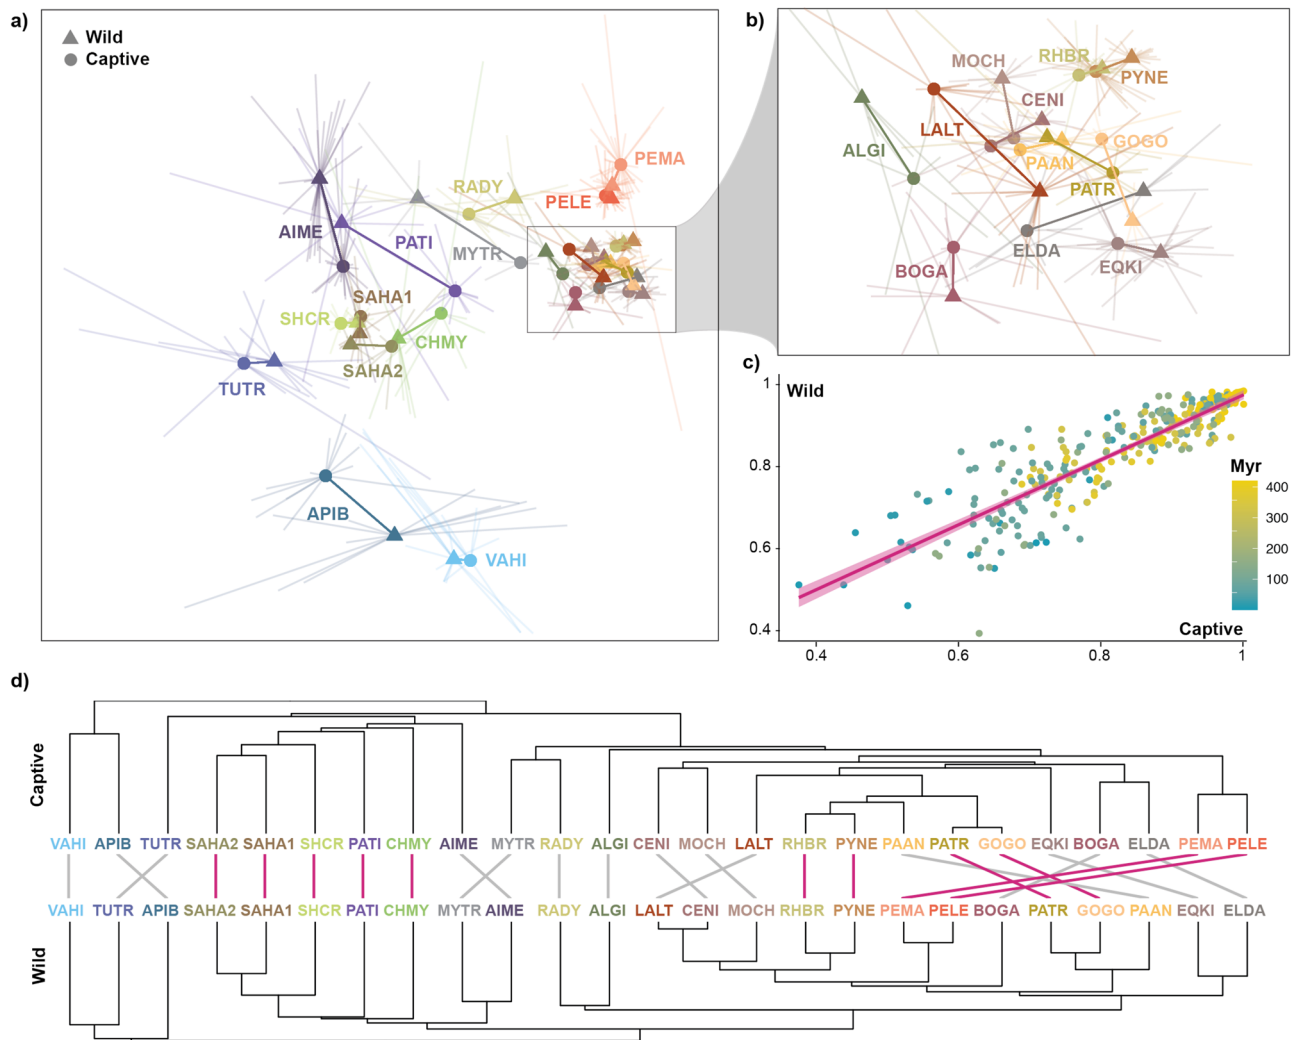 a)
Wild
Captive
PEMA
RADY
PELE
AIME
PATI
MYTR
SAHA1
SHCR
CHMY
SAHA2
TUTR
APIB
VAHI
b)
MOCH
RHBR
PYNE
CENI
LALT
GOGO
ALGI
PAAN
PATR
ELDA
BOGA
EQKI
c)
1
Wild
0.8
0.6
0.4
Myr
400
300
200
100
Captive
0.4 0.6 0.8 1
d)
Captive
VAHI APIB TUTR SAHA2 SAHA1 SHCR PATI CHMY AIME MYTR RADY ALGI CENI MOCH LALT RHBR PYNE PAAN PATR GOGO EQKI BOGA ELDA PEMA PELE
VAHI TUTR APIB SAHA2 SAHA1 SHCR PATI CHMY MYTR AIME RADY ALGI LALT CENI MOCH RHBR PYNE PEMA PELE BOGA PATR GOGO PAAN EQKI ELDA
Wild